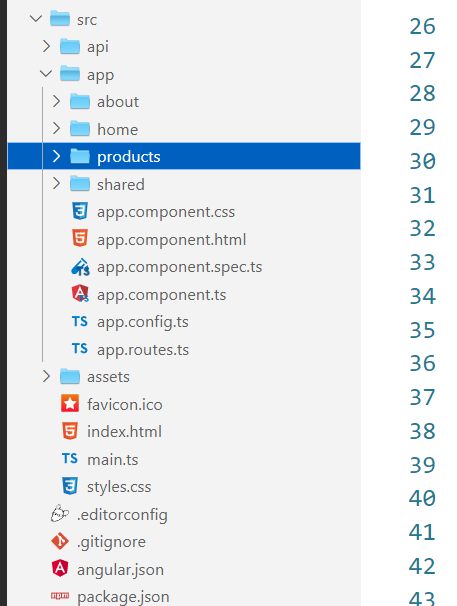 src
26
api
27
app
28
about
29
home
30
products
31
shared
32
app.component.css
33
app.component.html
34
app.component.spec.ts
TS
35
app.component.ts
36
TS app.config.ts
37
TS app.routes.ts
38
assets
39
favicon.ico
40
index.html
41
TS main.ts
42
styles.css
43
.editorconfig
.gitignore
angular.json
npm package.json